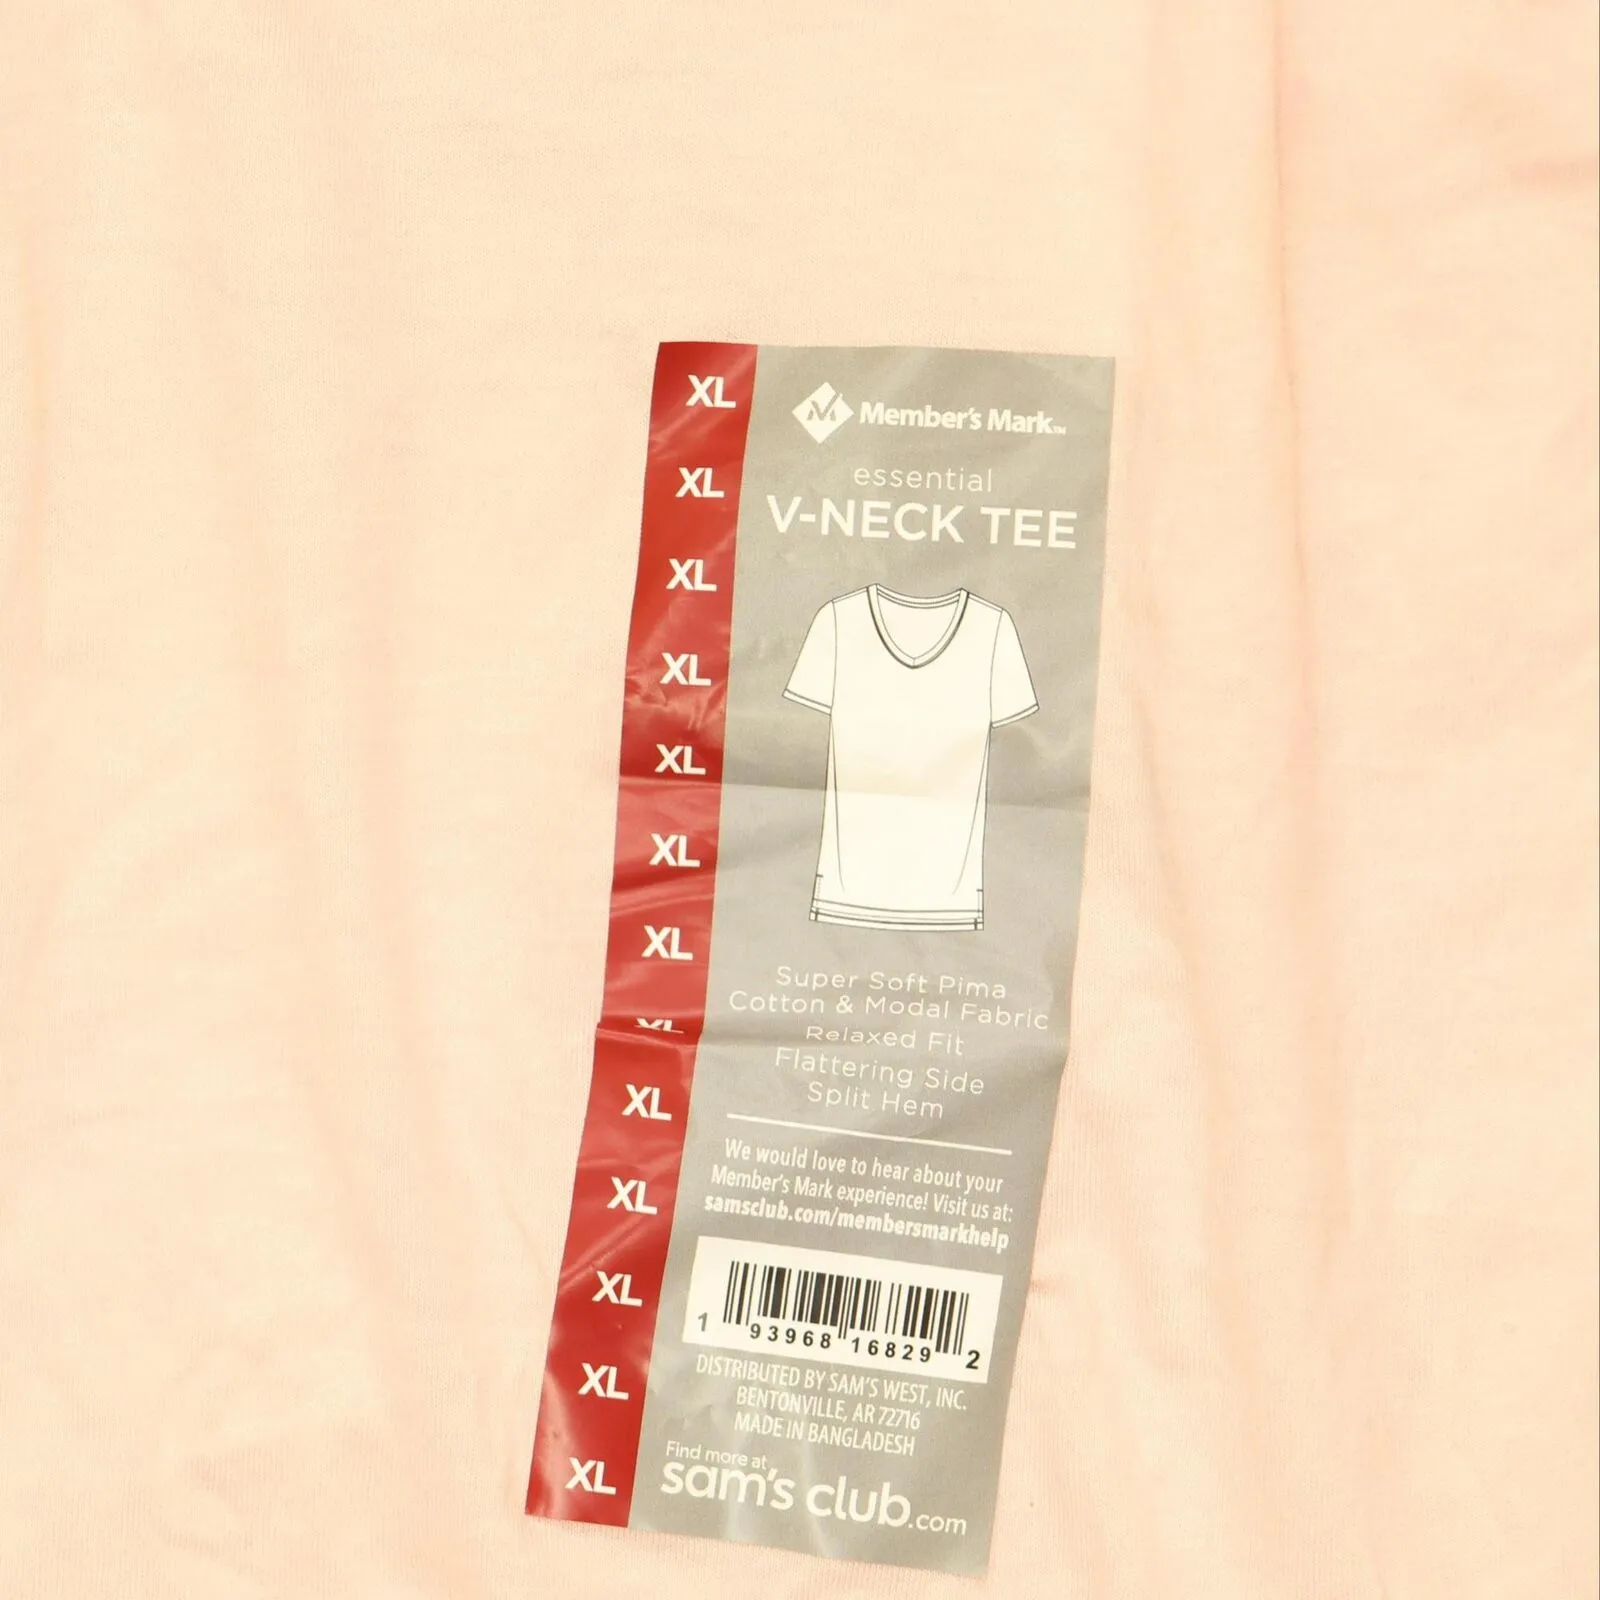 XL
XL
XL
XL
XL
XL
XL
XL
XL
XL
XL
XL
XL
Member's Mark™
essential
V-NECK TEE
Super Soft Pima
Cotton & Modal Fabric
Relaxed Fit
Flattering Side
Split Hem
We would love to hear about your
Member's Mark experience! Visit us at:
samsclub.com/membersmarkhelp
1 93968 16829 2
DISTRIBUTED BY SAM'S WEST, INC.
BENTONVILLE, AR 72716
MADE IN BANGLADESH
Find more at
sam's club.com